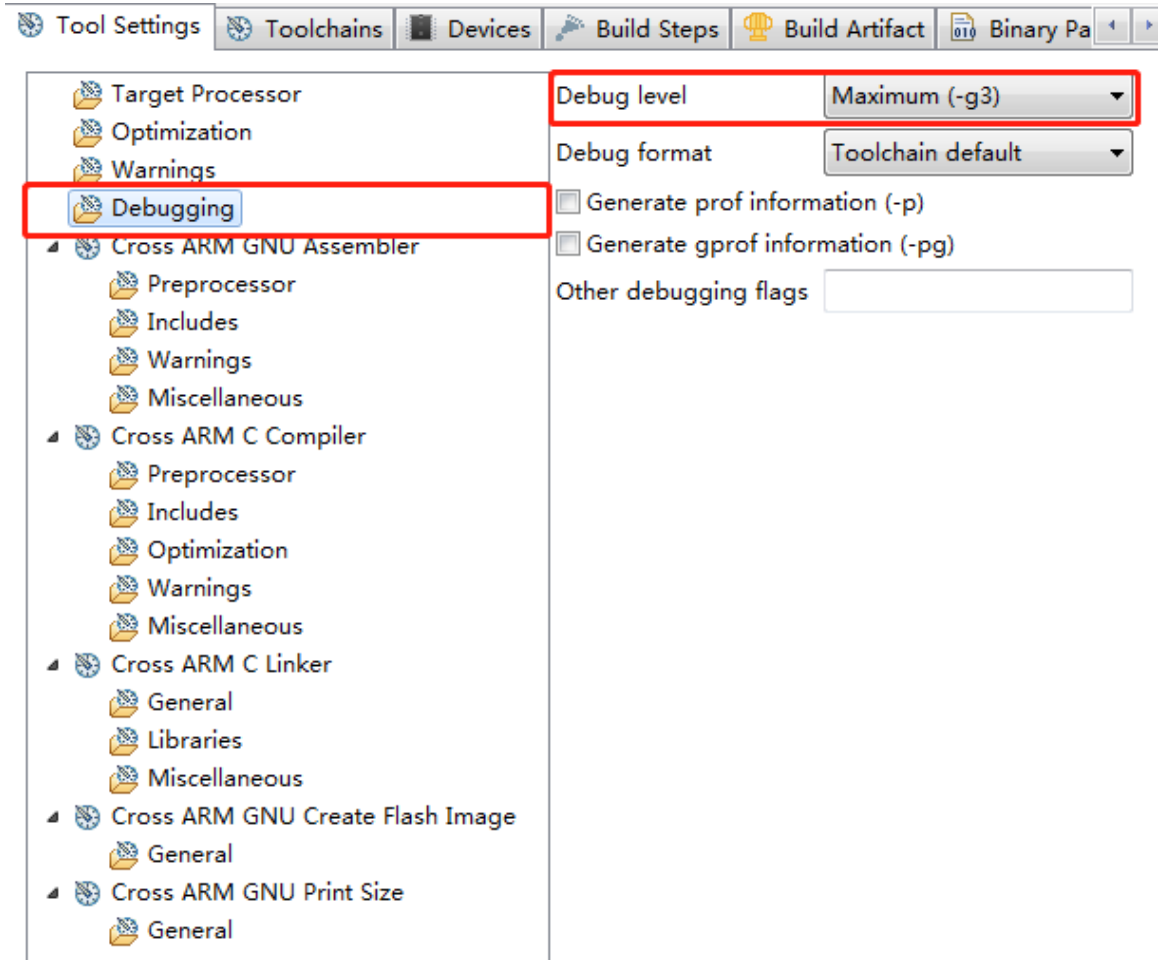 Tool Settings Toolchains Devices Build Steps Build Artifact Binary Pa
Target Processor
Optimization
Warnings
Debugging
Cross ARM GNU Assembler
Preprocessor
Includes
Warnings
Miscellaneous
Cross ARM C Compiler
Preprocessor
Includes
Optimization
Warnings
Miscellaneous
Cross ARM C Linker
General
Libraries
Miscellaneous
Cross ARM GNU Create Flash Image
General
Cross ARM GNU Print Size
General
Debug level Maximum (-g3)
Debug format Toolchain default
Generate prof information (-p)
Generate gprof information (-pg)
Other debugging flags